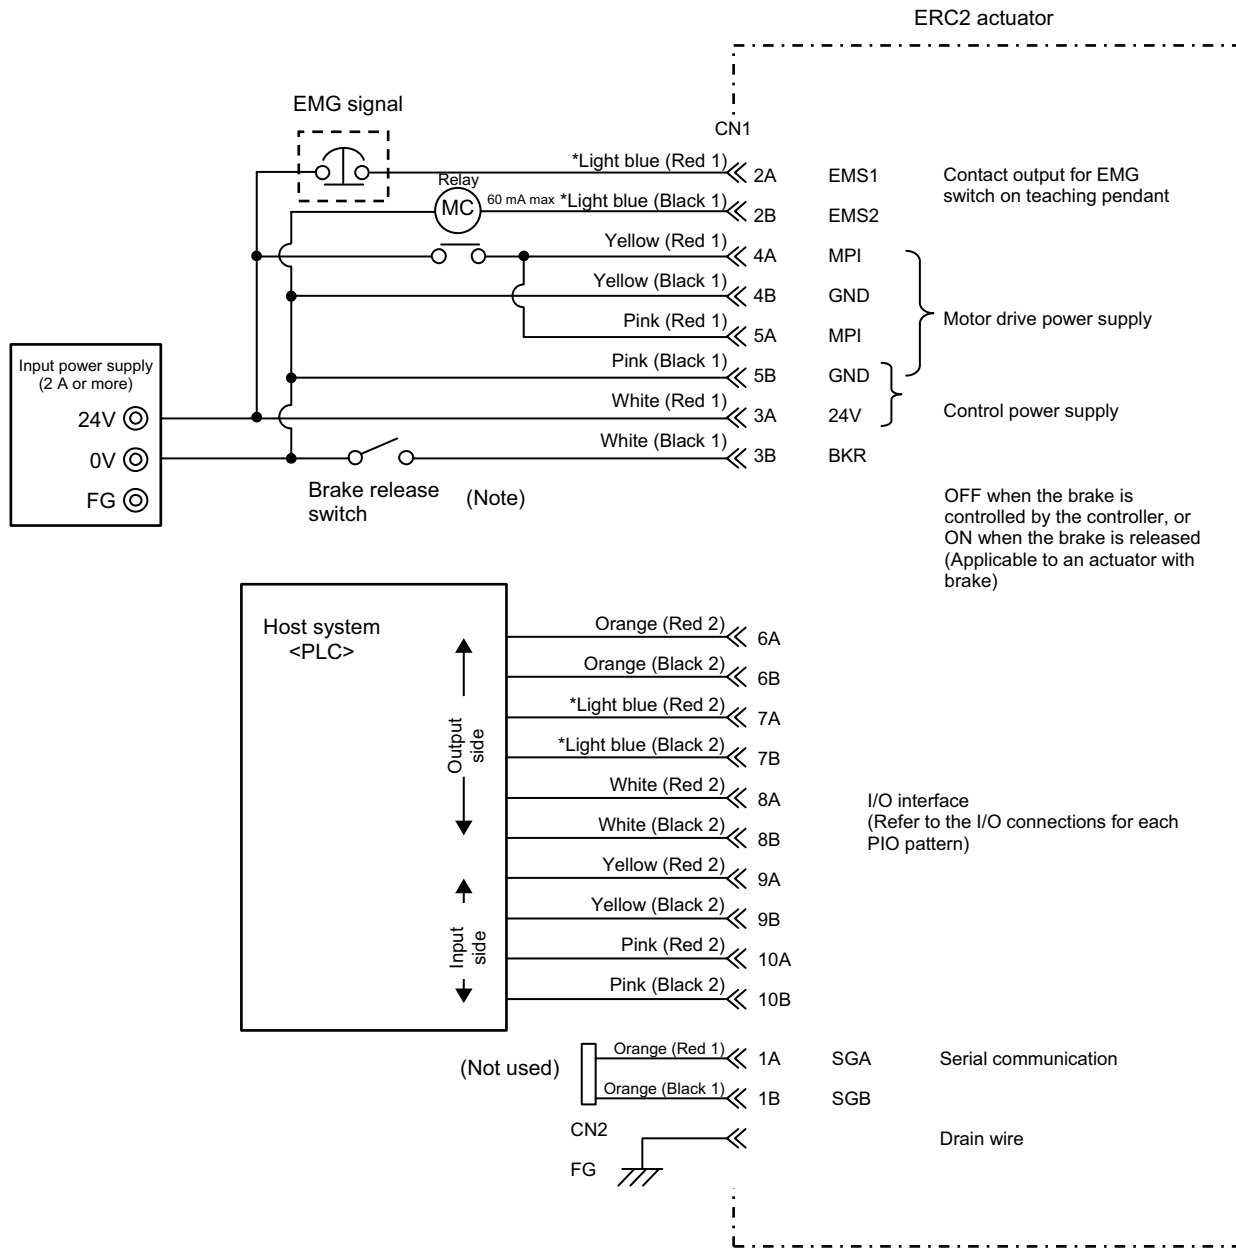 ERC2 actuator
EMG signal
CN1
*Light blue (Red 1)
2A
EMS1
Contact output for EMG
switch on teaching pendant
Relay
MC
60 mA max
*Light blue (Black 1)
2B
EMS2
Yellow (Red 1)
4A
MPI
Yellow (Black 1)
4B
GND
Motor drive power supply
Pink (Red 1)
5A
MPI
Pink (Black 1)
5B
GND
Input power supply
(2 A or more)
24V
0V
FG
White (Red 1)
3A
24V
Control power supply
White (Black 1)
3B
BKR
Brake release
switch
(Note)
OFF when the brake is
controlled by the controller, or
ON when the brake is released
(Applicable to an actuator with
brake)
Host system
<PLC>
Output
side
Input
side
Orange (Red 2)
6A
Orange (Black 2)
6B
*Light blue (Red 2)
7A
*Light blue (Black 2)
7B
White (Red 2)
8A
White (Black 2)
8B
Yellow (Red 2)
9A
Yellow (Black 2)
9B
Pink (Red 2)
10A
Pink (Black 2)
10B
I/O interface
(Refer to the I/O connections for each
PIO pattern)
(Not used)
Orange (Red 1)
1A
SGA
Serial communication
Orange (Black 1)
1B
SGB
CN2
FG
Drain wire